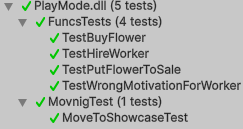 PlayMode.dll (5 tests)
FuncsTests (4 tests)
TestBuyFlower
TestHireWorker
TestPutFlowerToSale
TestWrongMotivationForWorker
MovnigTest (1 tests)
MoveToShowcaseTest